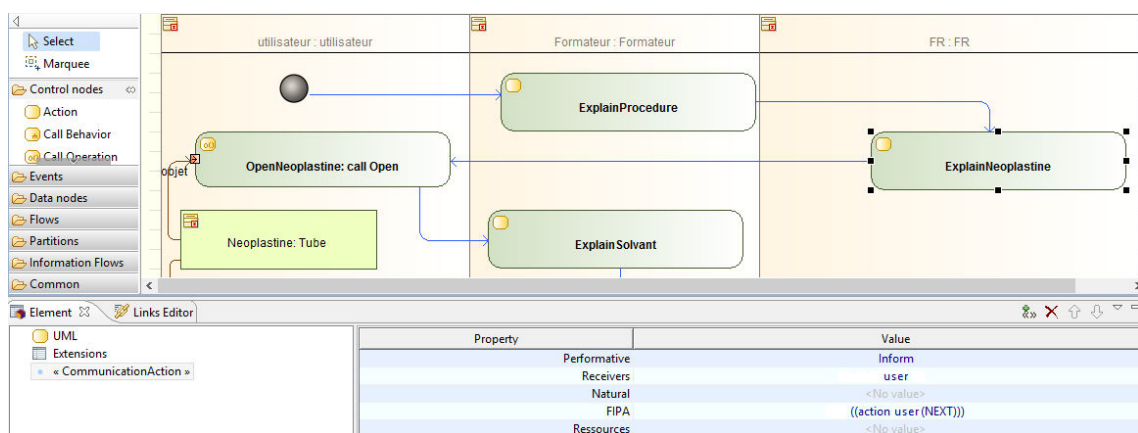 Select
Marquee
Control nodes
Action
Call Behavior
Call Operation
Events
Data nodes
Flows
Partitions
Information Flows
Common
utilisateur : utilisateur
Formateur : Formateur
FR : FR
ExplainProcedure
OpenNeoplastine: call Open
ExplainNeoplastine
objet
Neoplastine: Tube
ExplainSolvant
Element
Links Editor
UML
Extensions
« CommunicationAction »
Property Value
Performative Inform
Receivers user
Natural <No value>
FIPA ((action user (NEXT)))
Ressources <No value>